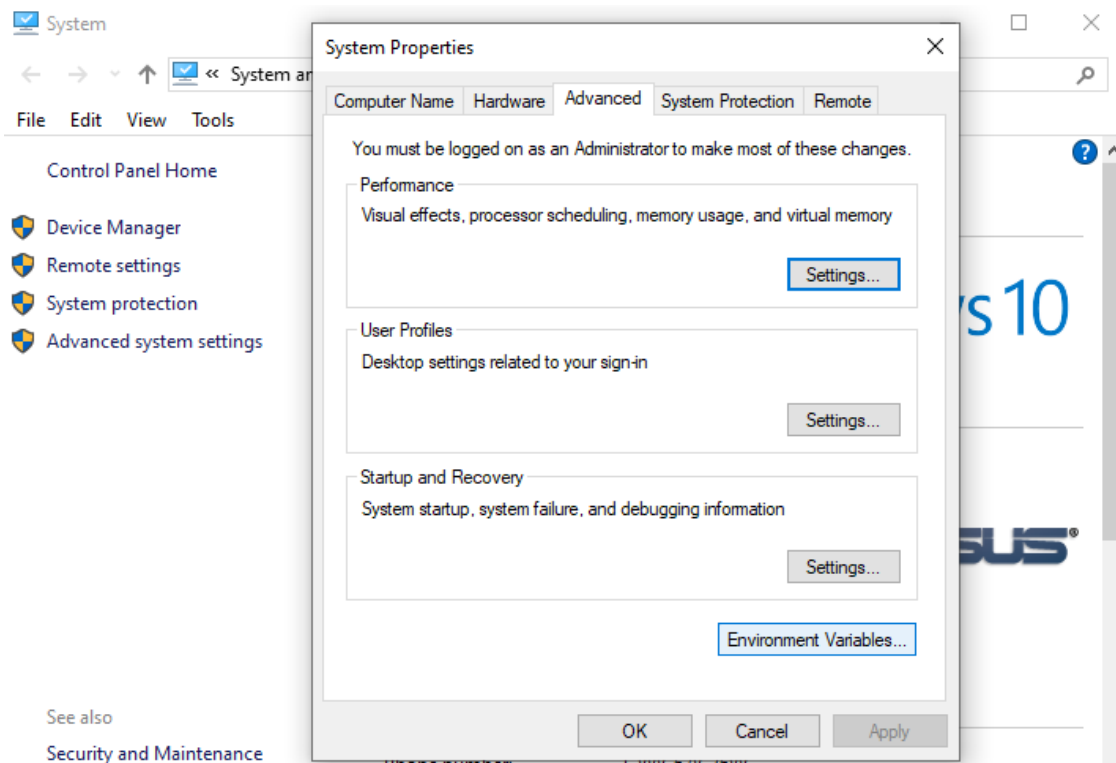 System
System Properties
« System ar
Computer Name
Hardware
Advanced
System Protection
Remote
File
Edit
View
Tools
You must be logged on as an Administrator to make most of these changes.
Control Panel Home
Performance
Visual effects, processor scheduling, memory usage, and virtual memory
Device Manager
Remote settings
Settings...
System protection
Advanced system settings
User Profiles
Desktop settings related to your sign-in
Settings...
Startup and Recovery
System startup, system failure, and debugging information
Settings...
Environment Variables...
OK
Cancel
Apply
vs 10
SUS®
See also
Security and Maintenance